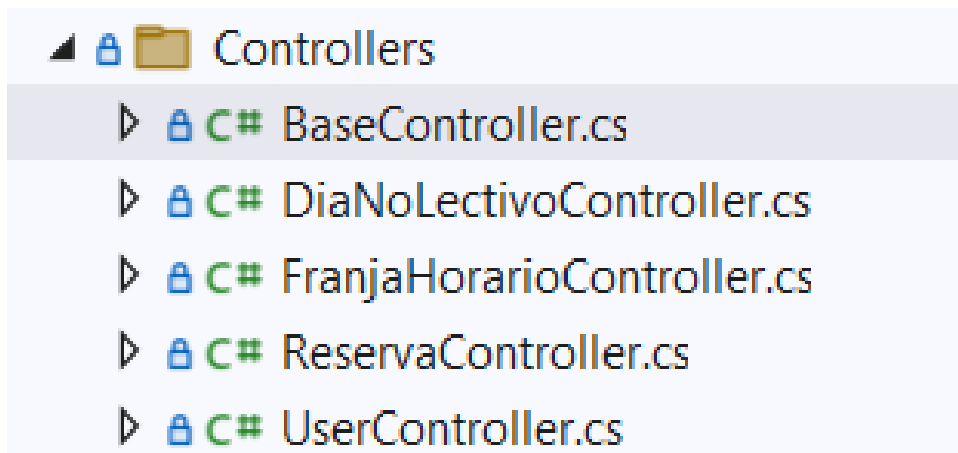 Controllers
C# BaseController.cs
C# DiaNoLectivoController.cs
C# FranjaHorarioController.cs
C# ReservaController.cs
C# UserController.cs